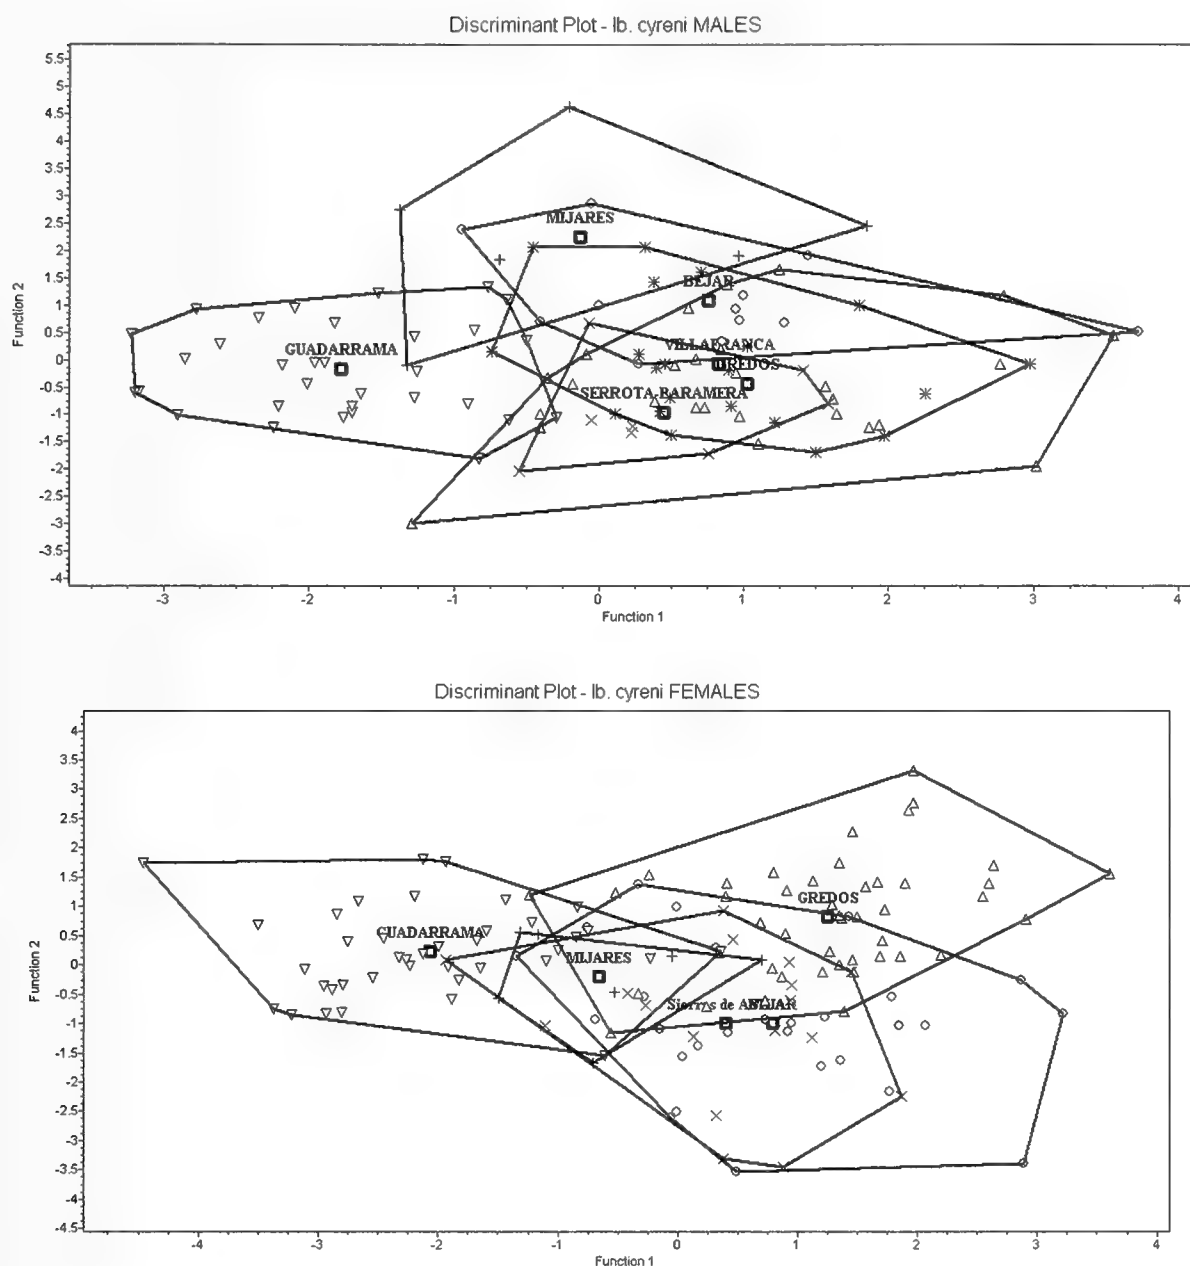 Discriminant Plot - Ib. cyreni MALES
5.5
5
4.5
4
3.5
3
2.5
2
1.5
1
0.5
0
-0.5
-1
-1.5
-2
-2.5
-3
-3.5
-4
Function 2
MIJARES
BEJAR
GUADARRAMA
VILLAFRANCA
GREDOS
SERROTA-PARAMERA
-3 -2 -1 0 1 2 3 4
Function 1
Discriminant Plot - Ib. cyreni FEMALES
4
3.5
3
2.5
2
1.5
1
0.5
0
-0.5
-1
-1.5
-2
-2.5
-3
-3.5
-4
-4.5
Function 2
GREDOS
GUADARRAMA
MIJARES
Sierras de
BEJAR
-4 -3 -2 -1 0 1 2 3 4
Function 1